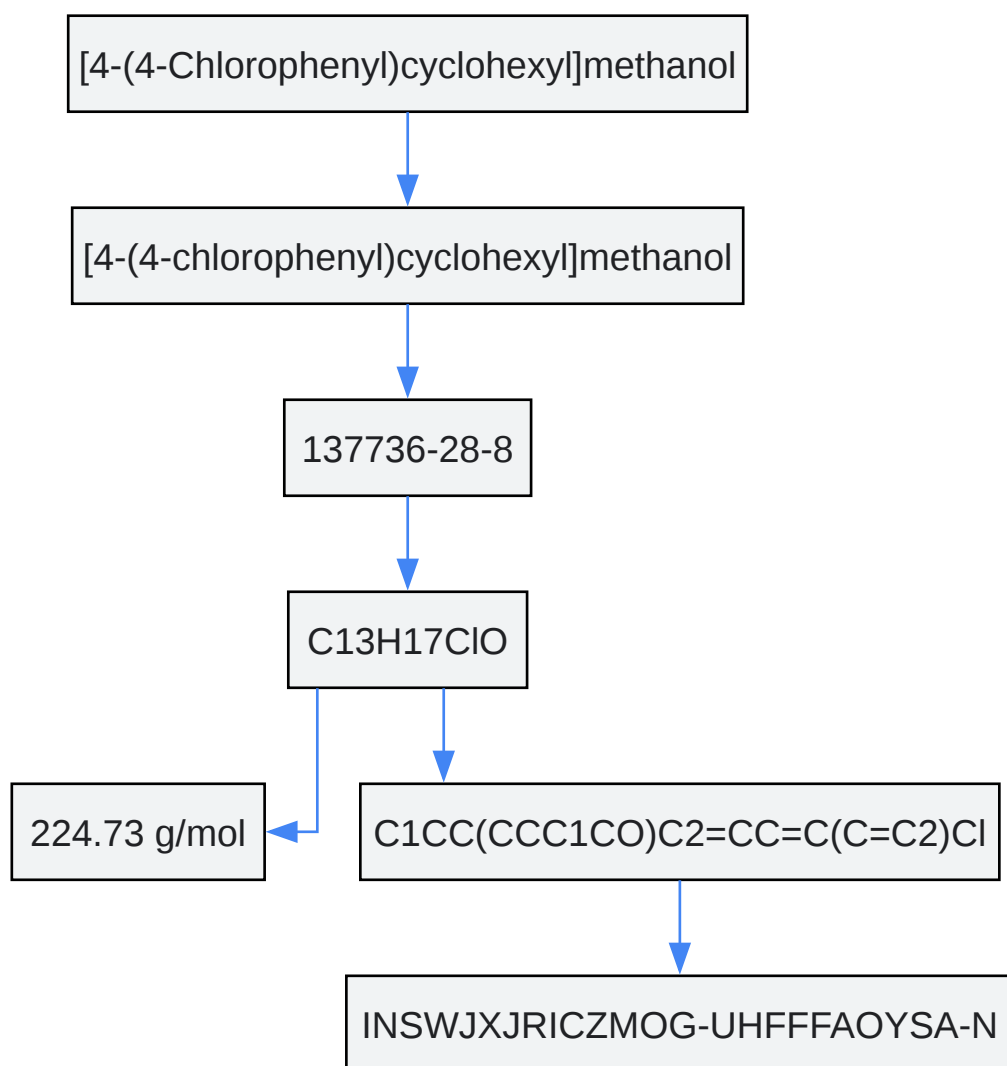 [4-(4-Chlorophenyl)cyclohexyl]methanol
[4-(4-chlorophenyl)cyclohexyl]methanol
137736-28-8
C13H17ClO
224.73 g/mol
C1CC(CCC1CO)C2=CC=C(C=C2)Cl
INSWJXJRICZMOG-UHFFFAOYSA-N